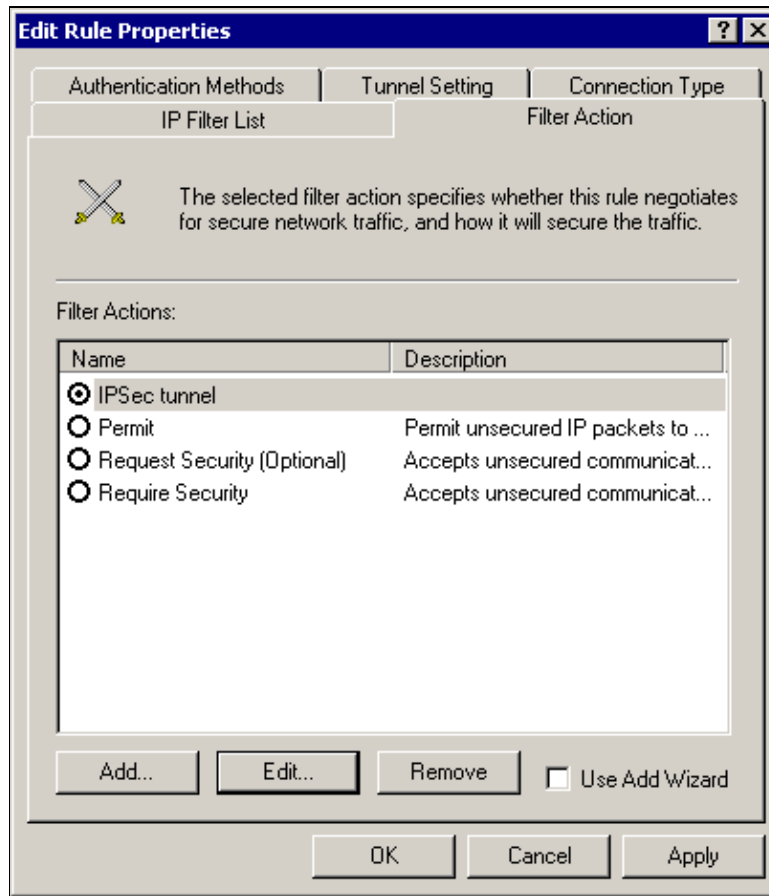 Edit Rule Properties
Authentication Methods Tunnel Setting Connection Type
IP Filter List Filter Action
The selected filter action specifies whether this rule negotiates
for secure network traffic, and how it will secure the traffic.
Filter Actions:
Name Description
IPSec tunnel
Permit Permit unsecured IP packets to ...
Request Security (Optional) Accepts unsecured communicat...
Require Security Accepts unsecured communicat...
Add... Edit... Remove Use Add Wizard
OK Cancel Apply